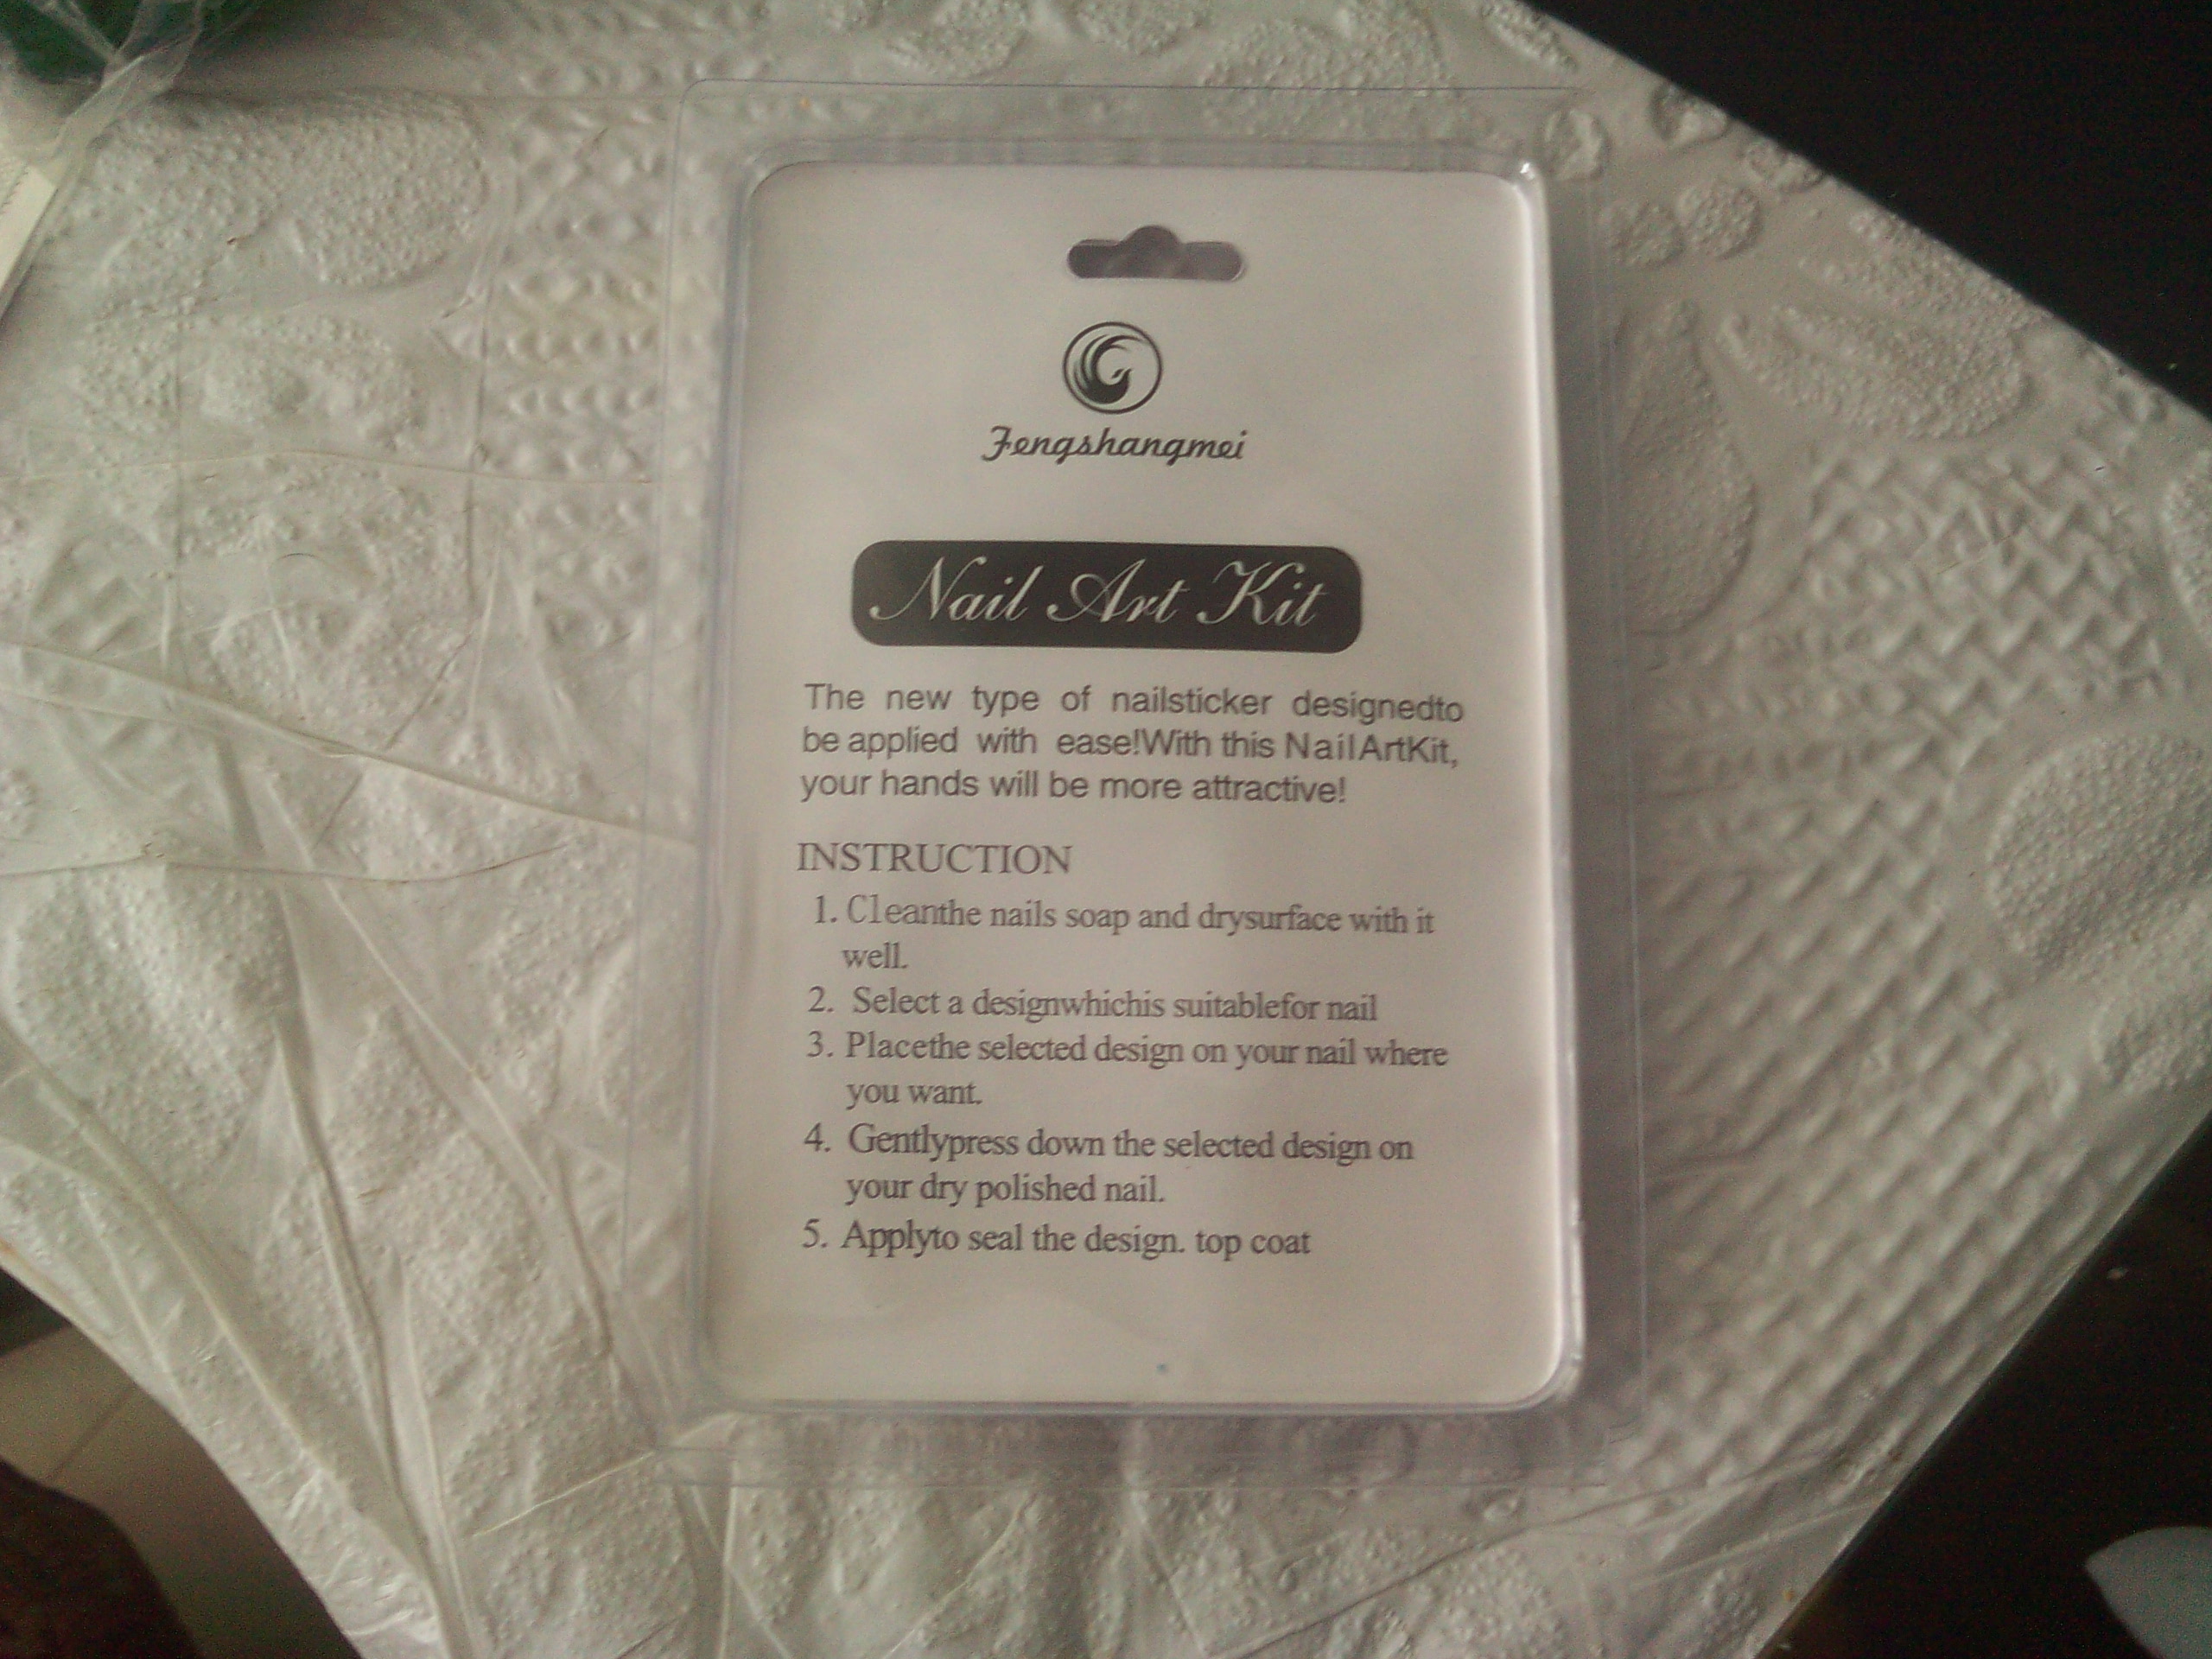 Fengshangmei
Nail Art Kit
The new type of nailsticker designedto
be applied with ease!With this NailArtKit,
your hands will be more attractive!
INSTRUCTION
1. Cleanthe nails soap and drysurface with it
well.
2. Select a designwhichis suitablefor nail
3. Placethe selected design on your nail where
you want.
4. Gentlypress down the selected design on
your dry polished nail.
5. Applyto seal the design. top coat